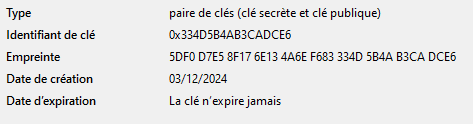 Type paire de clés (clé secrète et clé publique)
Identifiant de clé 0x334D5B4AB3CADCE6
Empreinte 5DF0 D7E5 8F17 6E13 4A6E F683 334D 5B4A B3CA DCE6
Date de création 03/12/2024
Date d’expiration La clé n’expire jamais